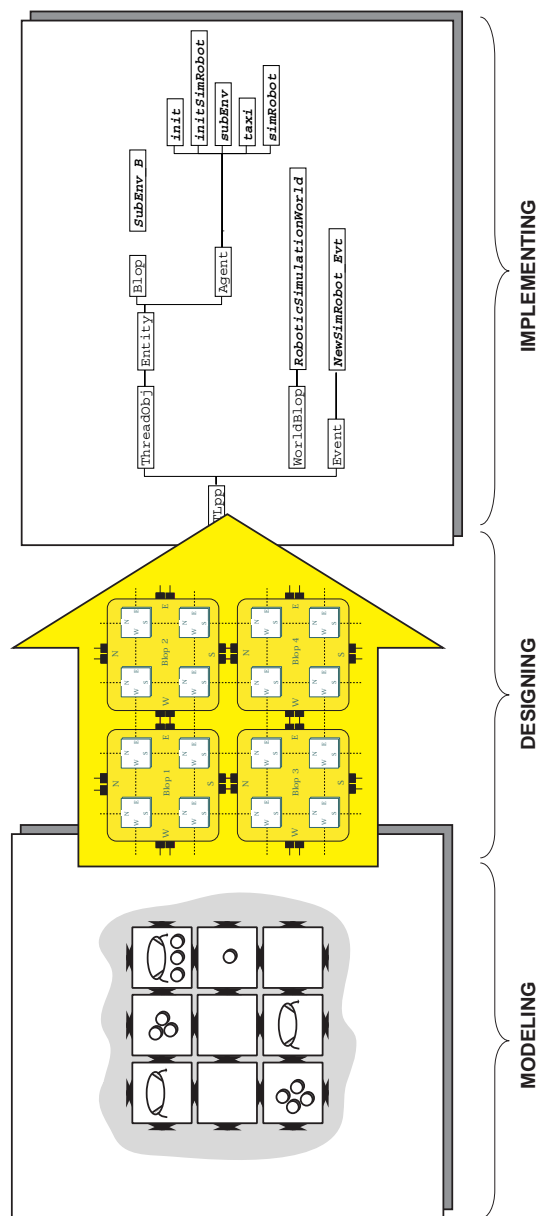 TLpp
ThreadObj
Entity
Blop
SubEnv B
Agent
init
initSimRobot
subEnv
taxi
simRobot
WorldBlop
RoboticSimulationWorld
Event
NewSimRobot Evt
N
N N
W E W E
S S
W Blop 1 E
N N
W E W E
S S
S
N
N N
W E W E
S S
W Blop 2 E
N N
W E W E
S S
S
N
N N
W E W E
S S
W Blop 3 E
N N
W E W E
S S
S
N
N N
W E W E
S S
W Blop 4 E
N N
W E W E
S S
S
MODELING
DESIGNING
IMPLEMENTING